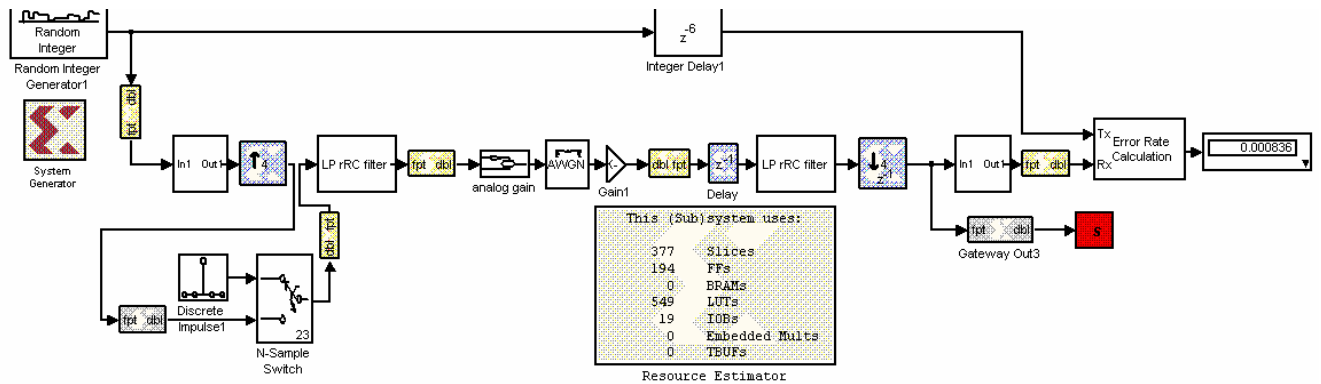 Random
Integer
Random Integer
Generator1
z-6
Integer Delay1
fpt dbl
System
Generator
In1 Out1
4
LP rRC filter
fpt dbl
analog gain
AWGN
Gain1
dbl fpt
z-1
Delay
LP rRC filter
4
z-1
In1 Out1
fpt dbl
Tx
Rx
Error Rate
Calculation
0.000836
dbl fpt
fpt dbl
Discrete
Impulse1
23
N-Sample
Switch
fpt dbl
Gateway Out3
s
This (Sub)system uses:
377 Slices
194 FFs
0 BRAMs
549 LUTs
19 IOBs
0 Embedded Mults
0 TBUFs
Resource Estimator